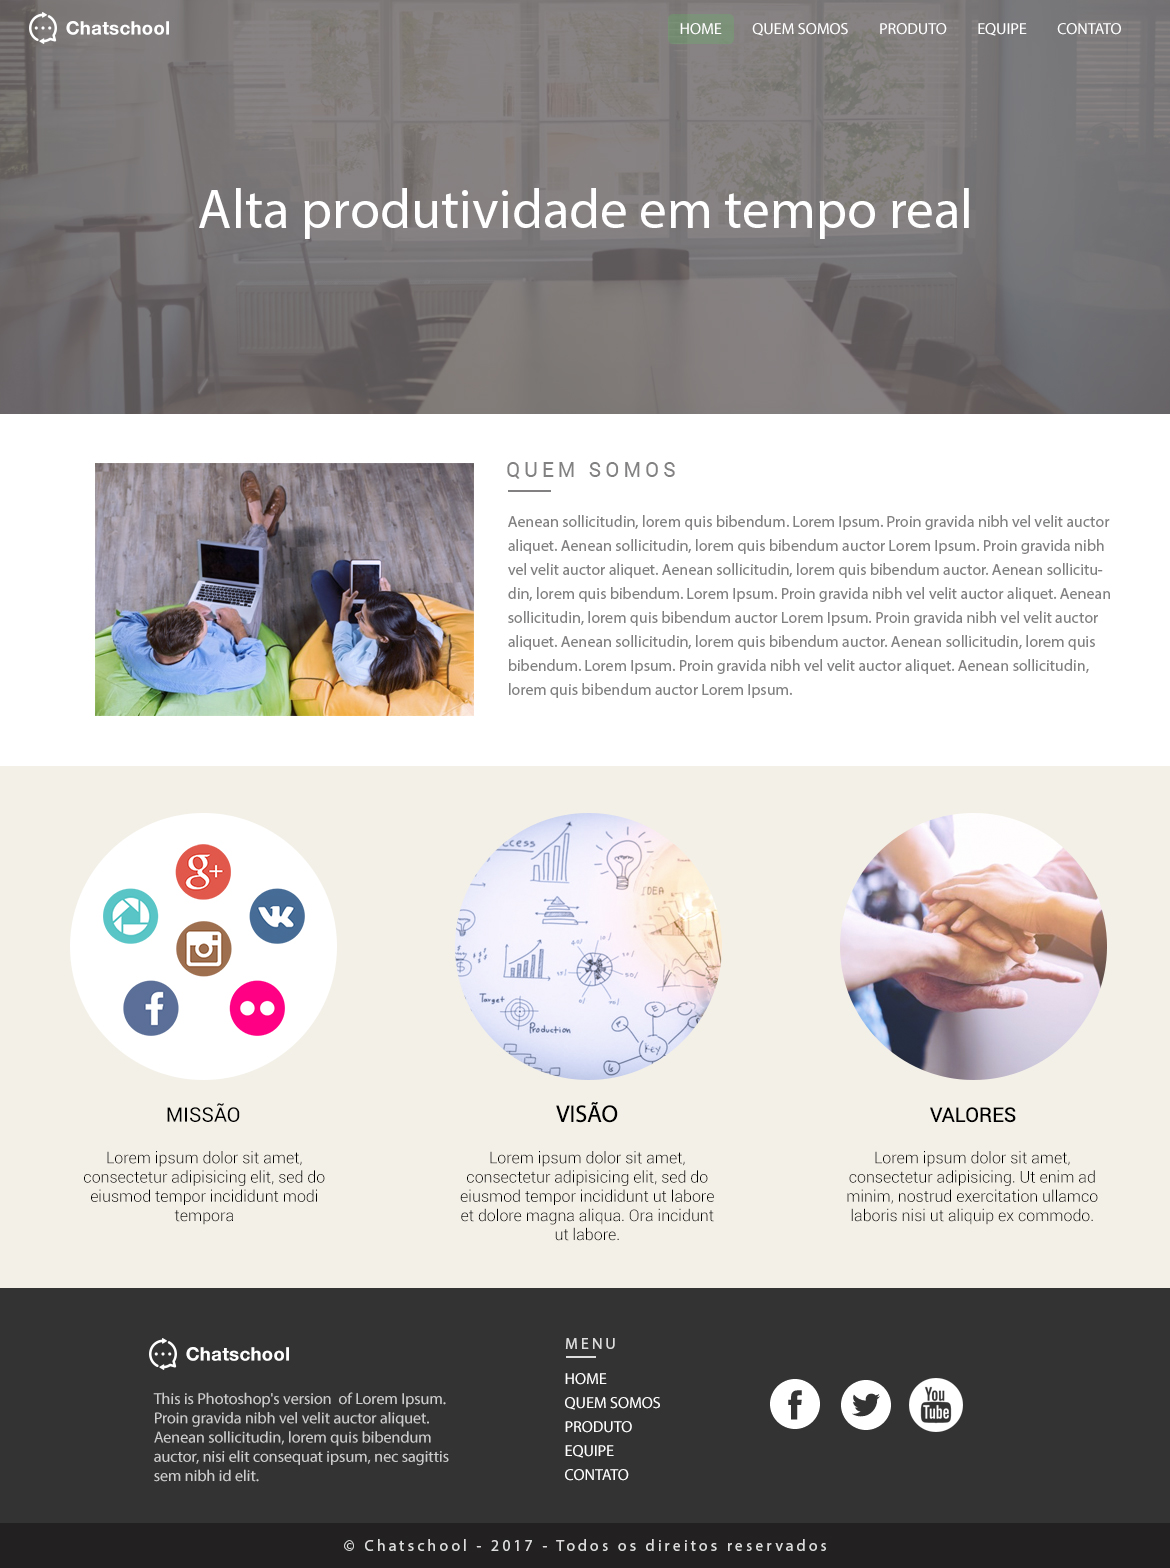 Chatschool
HOME QUEM SOMOS PRODUTO EQUIPE CONTATO
Alta produtividade em tempo real
QUEM SOMOS
Aenean sollicitudin, lorem quis bibendum. Lorem Ipsum. Proin gravida nibh vel velit auctor
aliquet. Aenean sollicitudin, lorem quis bibendum auctor Lorem Ipsum. Proin gravida nibh
vel velit auctor aliquet. Aenean sollicitudin, lorem quis bibendum auctor. Aenean sollicitu-
din, lorem quis bibendum. Lorem Ipsum. Proin gravida nibh vel velit auctor aliquet. Aenean
sollicitudin, lorem quis bibendum auctor Lorem Ipsum. Proin gravida nibh vel velit auctor
aliquet. Aenean sollicitudin, lorem quis bibendum auctor. Aenean sollicitudin, lorem quis
bibendum. Lorem Ipsum. Proin gravida nibh vel velit auctor aliquet. Aenean sollicitudin,
lorem quis bibendum auctor Lorem Ipsum.
g+
IDEA
Target
Production
KEY
MISSÃO
Lorem ipsum dolor sit amet,
consectetur adipisicing elit, sed do
eiusmod tempor incididunt modi
tempora
VISÃO
Lorem ipsum dolor sit amet,
consectetur adipisicing elit, sed do
eiusmod tempor incididunt ut labore
et dolore magna aliqua. Ora incidunt
ut labore.
VALORES
Lorem ipsum dolor sit amet,
consectetur adipisicing. Ut enim ad
minim, nostrud exercitation ullamco
laboris nisi ut aliquip ex commodo.
Chatschool
This is Photoshop's version of Lorem Ipsum.
Proin gravida nibh vel velit auctor aliquet.
Aenean sollicitudin, lorem quis bibendum
auctor, nisi elit consequat ipsum, nec sagittis
sem nibh id elit.
MENU
HOME
QUEM SOMOS
PRODUTO
EQUIPE
CONTATO
You
Tube
© Chatschool - 2017 - Todos os direitos reservados